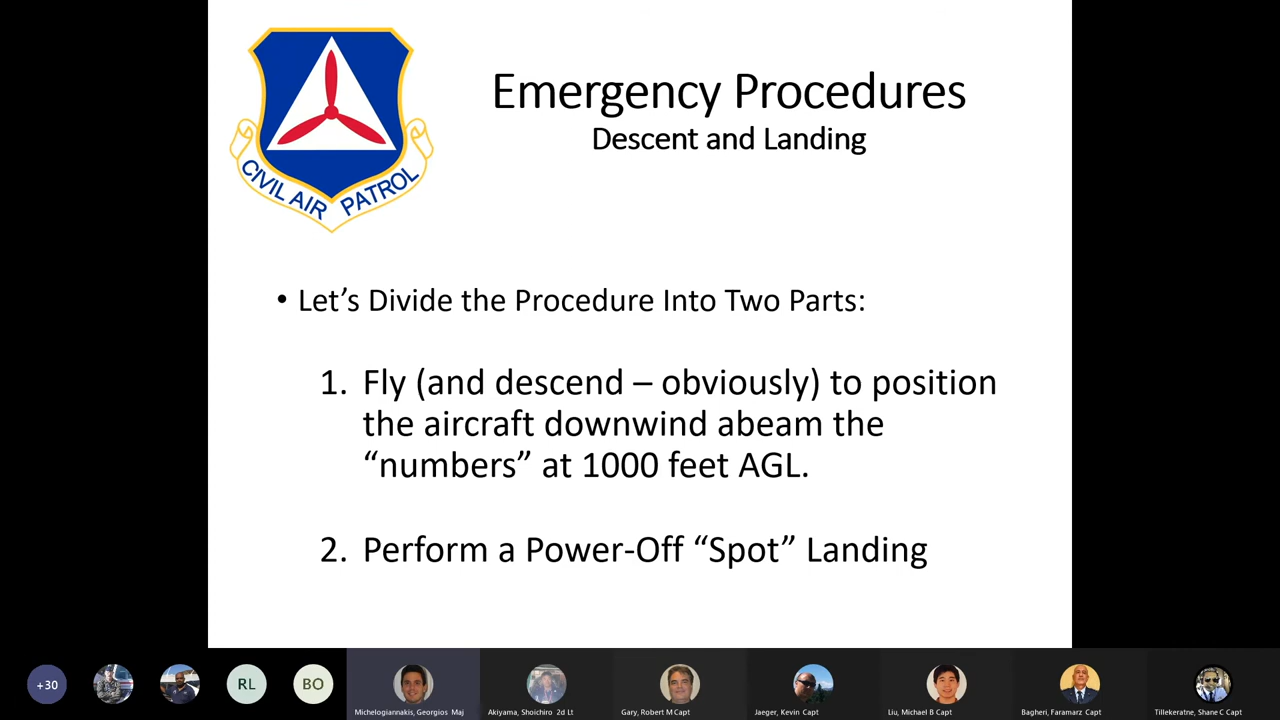 CIVIL AIR PATROL
Emergency Procedures
Descent and Landing
• Let’s Divide the Procedure Into Two Parts:
1. Fly (and descend – obviously) to position
the aircraft downwind abeam the
“numbers” at 1000 feet AGL.
2. Perform a Power-Off “Spot” Landing
+30
RL
BO
Michelogiannakis, Georgios Maj
Akiyama, Shoichiro 2d Lt
Gary, Robert M Capt
Jaeger, Kevin Capt
Liu, Michael B Capt
Bagheri, Faramarz Capt
Tillekeratne, Shane C Capt